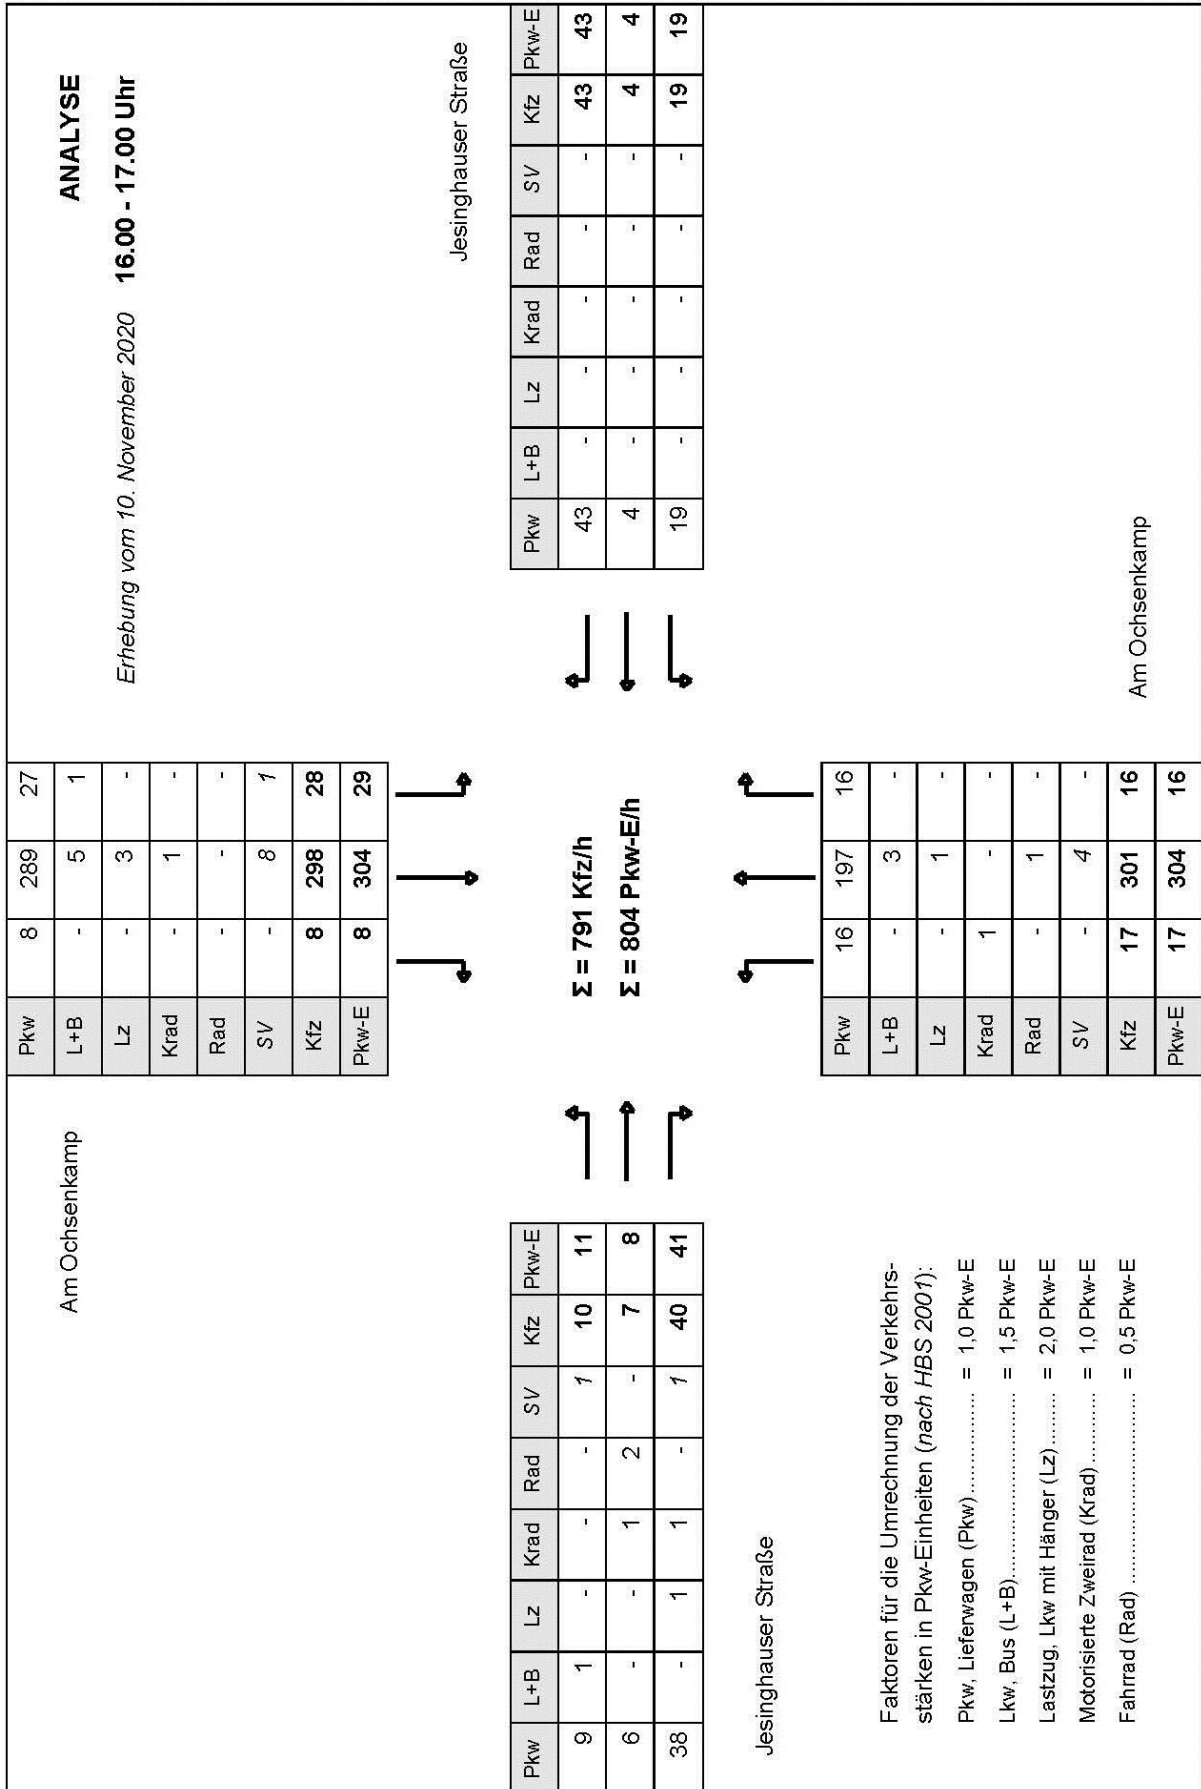 ANALYSE
Erhebung vom 10. November 2020 16.00 - 17.00 Uhr
Am Ochsenkamp
Pkw 8 289 27
L+B - 5 1
Lz - 3 -
Krad - 1 -
Rad - - -
SV - 8 1
Kfz 8 298 28
Pkw-E 8 304 29
Jesinghauser Straße
Pkw L+B Lz Krad Rad SV Kfz Pkw-E
9 1 - - - 1 10 11
6 - - 1 2 - 7 8
38 - 1 1 - 1 40 41
Σ = 791 Kfz/h
Σ = 804 Pkw-E/h
Jesinghauser Straße
Pkw L+B Lz Krad Rad SV Kfz Pkw-E
43 - - - - - 43 43
4 - - - - - 4 4
19 - - - - - 19 19
Pkw 16 197 16
L+B - 3 -
Lz - 1 -
Krad 1 - -
Rad - 1 -
SV - 4 -
Kfz 17 301 16
Pkw-E 17 304 16
Am Ochsenkamp
Faktoren für die Umrechnung der Verkehrs-
stärken in Pkw-Einheiten (nach HBS 2001):
Pkw, Lieferwagen (Pkw)................. = 1,0 Pkw-E
Lkw, Bus (L+B)............................... = 1,5 Pkw-E
Lastzug, Lkw mit Hänger (Lz)......... = 2,0 Pkw-E
Motorisierte Zweirad (Krad)............ = 1,0 Pkw-E
Fahrrad (Rad) ................................ = 0,5 Pkw-E